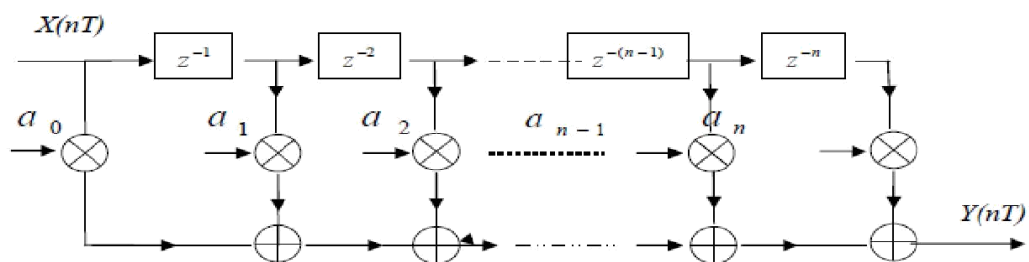 X(nT)
z⁻¹ z⁻² z⁻⁽ⁿ⁻¹⁾ z⁻ⁿ
a ₀ a ₁ a ₂ a ₙ₋₁ a ₙ
Y(nT)